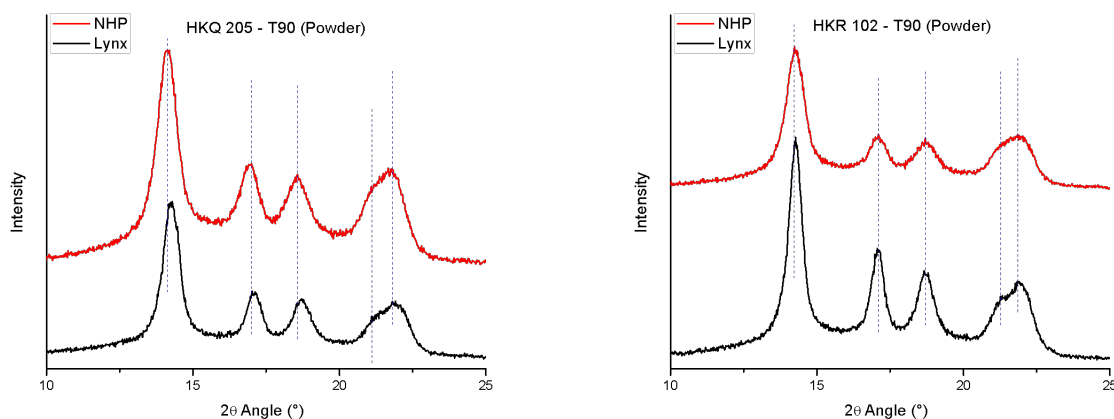 NHP
Lynx
HKQ 205 - T90 (Powder)
Intensity
10
15
20
25
2θ Angle (°)
NHP
Lynx
HKR 102 - T90 (Powder)
Intensity
10
15
20
25
2θ Angle (°)